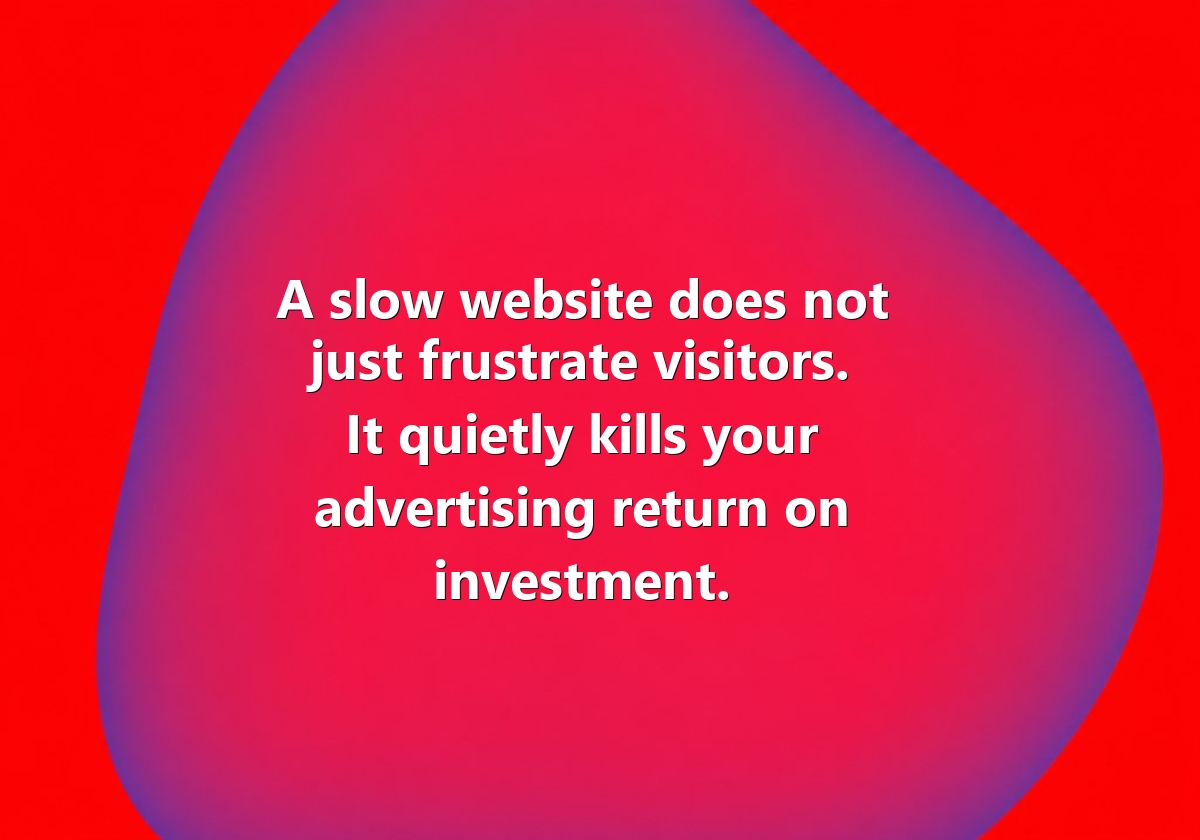 A slow website does not
just frustrate visitors.
It quietly kills your
advertising return on
investment.